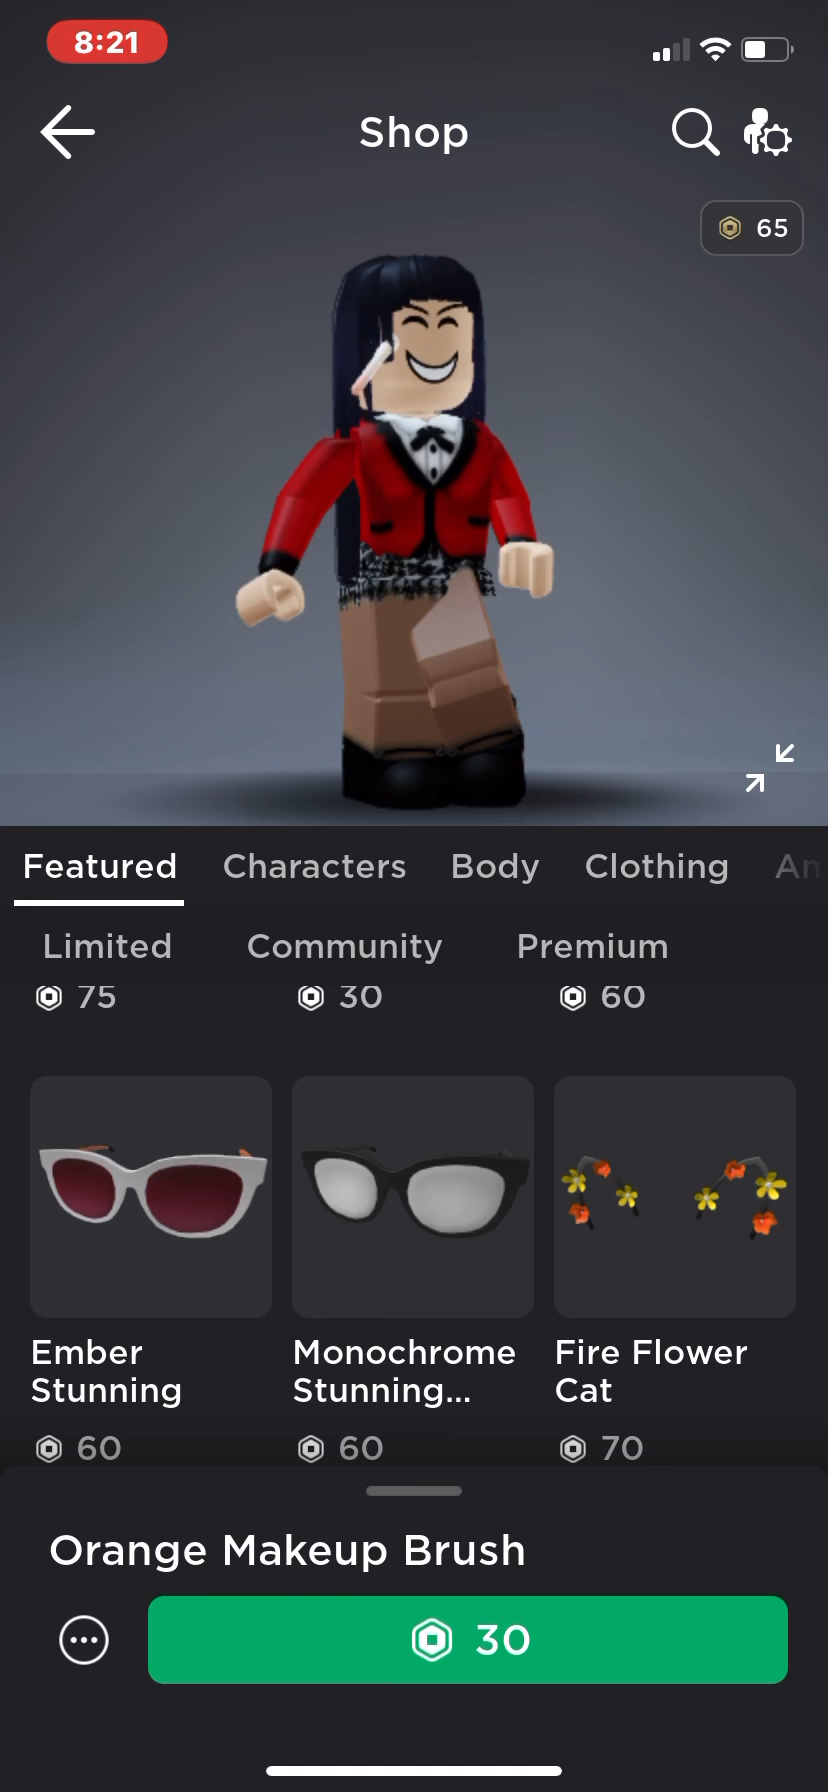 8:21
Shop
65
Featured Characters Body Clothing An
Limited Community Premium
75 30 60
Ember Monochrome Fire Flower
Stunning Stunning... Cat
60 60 70
Orange Makeup Brush
30